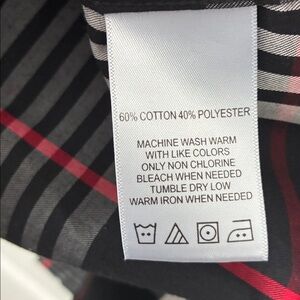 60% COTTON 40% POLYESTER
MACHINE WASH WARM
WITH LIKE COLORS
ONLY NON CHLORINE
BLEACH WHEN NEEDED
TUMBLE DRY LOW
WARM IRON WHEN NEEDED